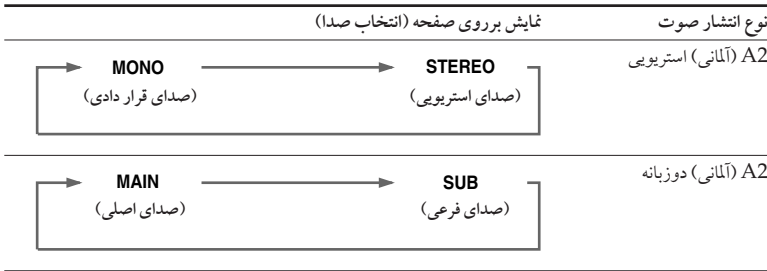 نوع انتشار صوت نمایش برروی صفحه (انتخاب صدا)
A2 (آلمانی) استریویی
MONO STEREO
(صدای قرار دادی) (صدای استریویی)
A2 (آلمانی) دوزبانه
MAIN SUB
(صدای اصلی) (صدای فرعی)